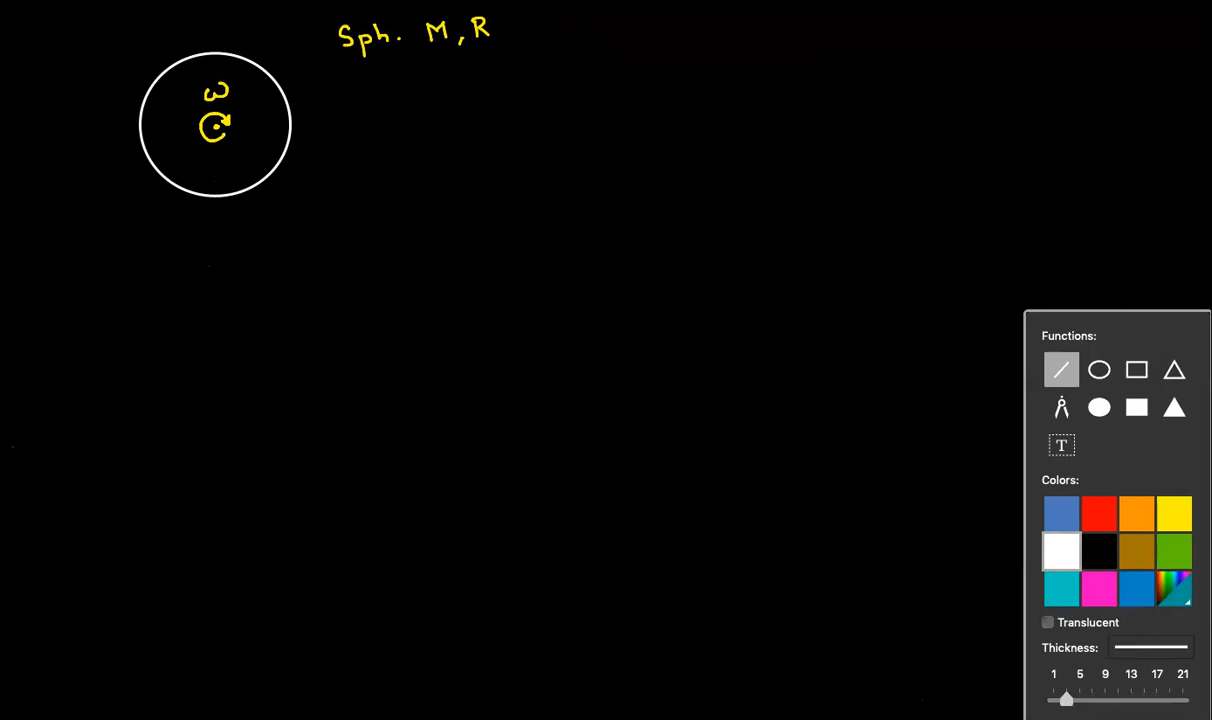 Sph. M, R
ω
Functions:
T
Colors:
Translucent
Thickness:
1 5 9 13 17 21